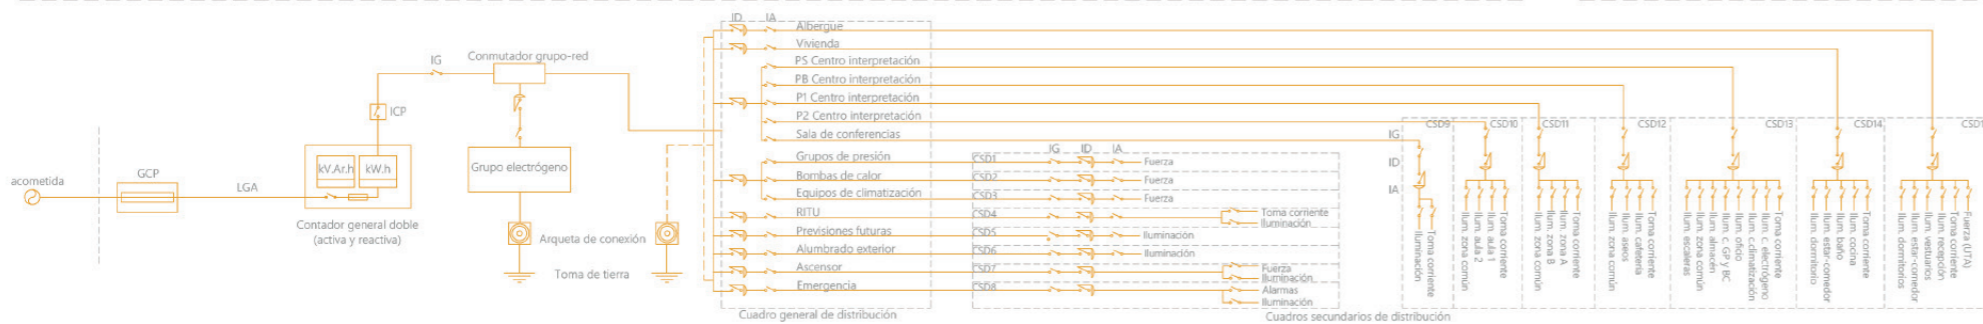 acometida
GCP
LGA
kV.Ar.h
kW.h
Contador general doble
(activa y reactiva)
ICP
IG
Conmutador grupo-red
Grupo electrógeno
Arqueta de conexión
Toma de tierra
ID
IA
Albergue
Vivienda
PS Centro interpretación
PB Centro interpretación
P1 Centro interpretación
P2 Centro interpretación
Sala de conferencias
Grupos de presión
Bombas de calor
Equipos de climatización
RITU
Previsiones futuras
Alumbrado exterior
Ascensor
Emergencia
Cuadro general de distribución
IG
ID
IA
CSD1
Fuerza
CSD2
Fuerza
CSD3
Fuerza
CSD4
Toma corriente
Iluminación
CSD5
Iluminación
CSD6
Iluminación
CSD7
Fuerza
Iluminación
CSD8
Alarmas
Iluminación
Cuadros secundarios de distribución
IG
ID
IA
CSD9
Iluminación
Toma corriente
CSD10
Ilum. zona común
Ilum. aula 2
Ilum. aula 1
Toma corriente
CSD11
Ilum. zona común
Ilum. zona B
Ilum. zona A
Toma corriente
CSD12
Ilum. zona común
Ilum. aseos
Ilum. cafetería
Toma corriente
CSD13
Ilum. escaleras
Ilum. zona común
Ilum. almacén
Ilum. c. GP y BC
Ilum. oficio
Ilum. c.climatización
Ilum. c. electrógeno
Toma corriente
CSD14
Ilum. dormitorio
Ilum. estar-comedor
Ilum. baño
Ilum. cocina
Toma corriente
CSD1
Ilum. dormitorios
Ilum. estar-comedor
Ilum. vestuarios
Ilum. recepción
Toma corriente
Fuerza (UTA)